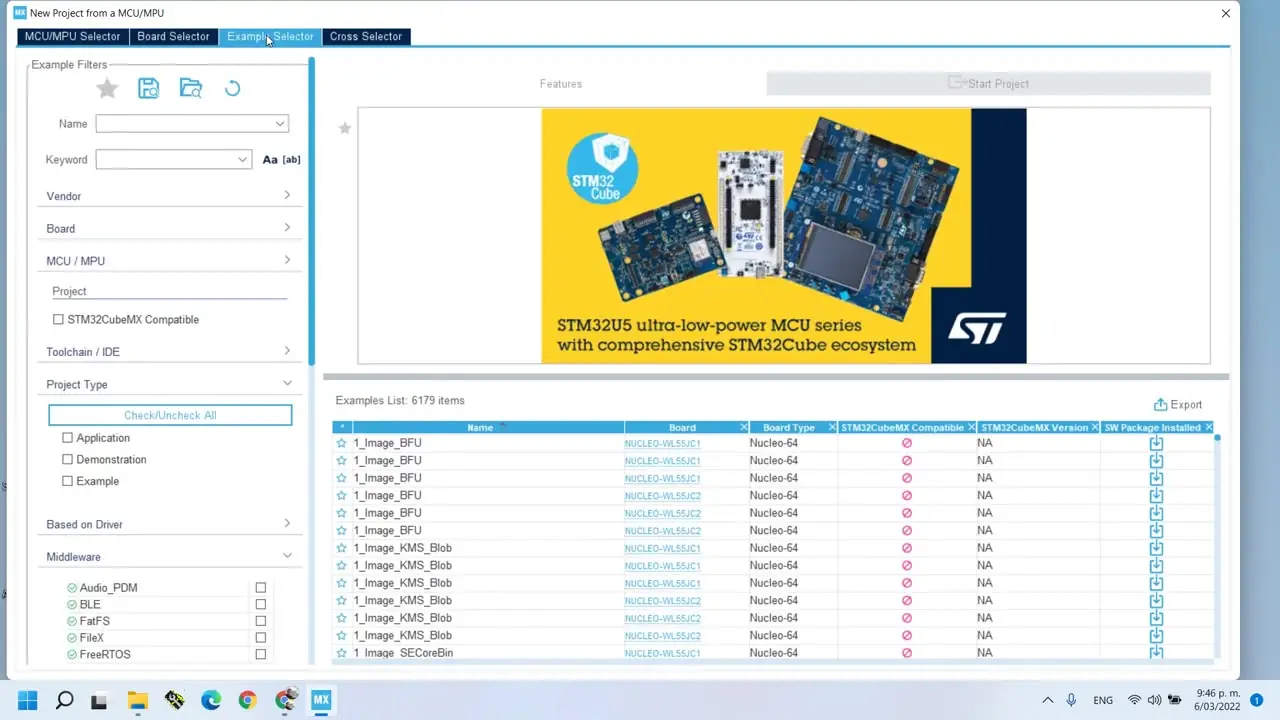 MX New Project from a MCU/MPU
MCU/MPU Selector Board Selector Example Selector Cross Selector
Example Filters
Name
Keyword Aa [ab]
Vendor
Board
MCU / MPU
Project
STM32CubeMX Compatible
Toolchain / IDE
Project Type
Check/Uncheck All
Application
Demonstration
Example
Based on Driver
Middleware
Audio_PDM
BLE
FatFS
FileX
FreeRTOS
Features Start Project
STM32
Cube
STM32U5 ultra-low-power MCU series
with comprehensive STM32Cube ecosystem
ST
Examples List: 6179 items Export
* Name Board Board Type STM32CubeMX Compatible STM32CubeMX Version SW Package Installed
1_Image_BFU NUCLEO-WL55JC1 Nucleo-64 NA
1_Image_BFU NUCLEO-WL55JC1 Nucleo-64 NA
1_Image_BFU NUCLEO-WL55JC1 Nucleo-64 NA
1_Image_BFU NUCLEO-WL55JC2 Nucleo-64 NA
1_Image_BFU NUCLEO-WL55JC2 Nucleo-64 NA
1_Image_BFU NUCLEO-WL55JC2 Nucleo-64 NA
1_Image_KMS_Blob NUCLEO-WL55JC1 Nucleo-64 NA
1_Image_KMS_Blob NUCLEO-WL55JC1 Nucleo-64 NA
1_Image_KMS_Blob NUCLEO-WL55JC1 Nucleo-64 NA
1_Image_KMS_Blob NUCLEO-WL55JC2 Nucleo-64 NA
1_Image_KMS_Blob NUCLEO-WL55JC2 Nucleo-64 NA
1_Image_KMS_Blob NUCLEO-WL55JC2 Nucleo-64 NA
1_Image_SECoreBin NUCLEO-WL55JC1 Nucleo-64 NA
MX ENG 9:46 p. m.
6/03/2022 1